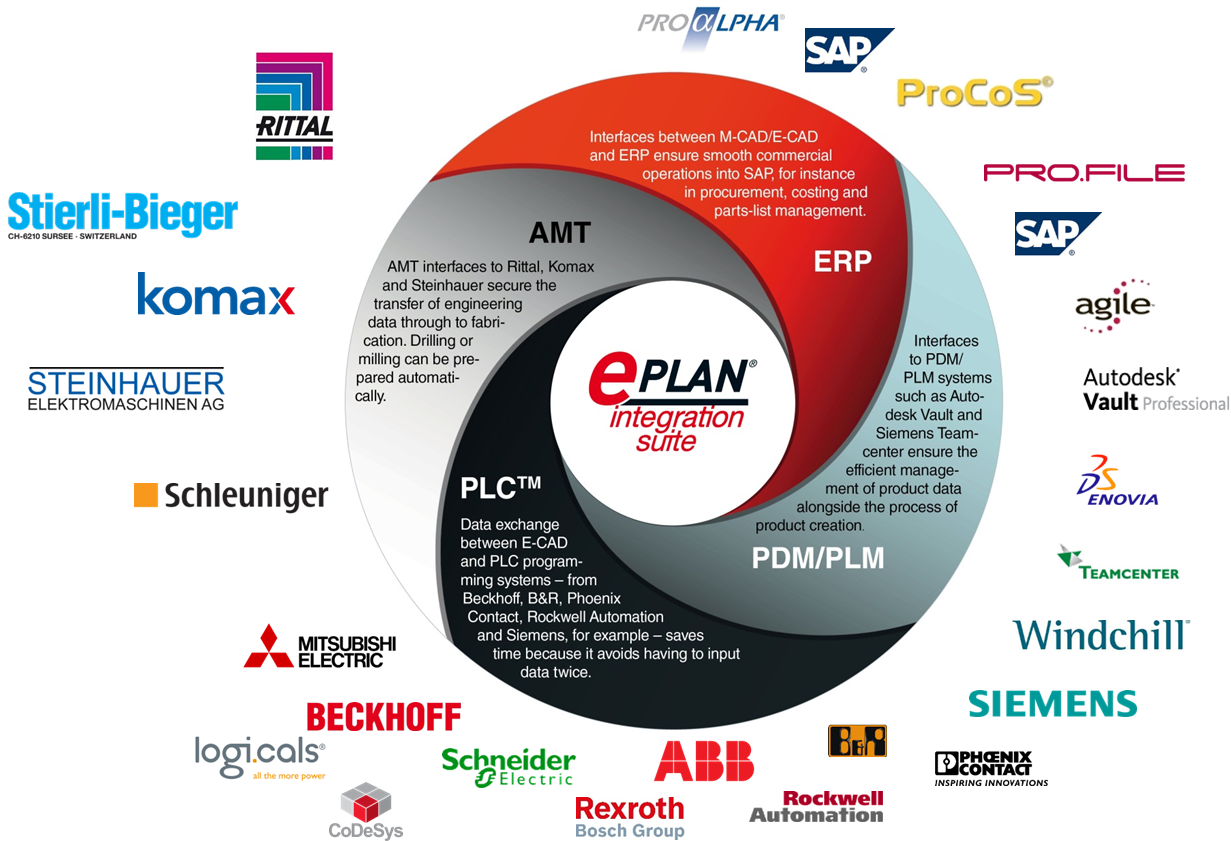 PROαLPHA®
SAP®
ProCoS©
RITTAL
PRO.FILE
Stierli-Bieger
CH-6210 SURSEE · SWITZERLAND
SAP®
komax
agile
STEINHAUER
ELEKTROMASCHINEN AG
Autodesk®
Vault Professional
Schleuniger
ENOVIA
TEAMCENTER
Windchill®
SIEMENS
MITSUBISHI
ELECTRIC
BECKHOFF
logi.cals®
all the more power
CoDeSys
Schneider
Electric
Rexroth
Bosch Group
ABB
B&R
Rockwell
Automation
PHŒNIX
CONTACT
INSPIRING INNOVATIONS
Interfaces between M-CAD/E-CAD
and ERP ensure smooth commercial
operations into SAP, for instance
in procurement, costing and
parts-list management.
ERP
AMT
AMT interfaces to Rittal, Komax
and Steinhauer secure the
transfer of engineering
data through to fabri-
cation. Drilling or
milling can be pre-
pared automati-
cally.
ePLAN®
integration
suite
Interfaces
to PDM/
PLM systems
such as Auto-
desk Vault and
Siemens Team-
center ensure the
efficient manage-
ment of product data
alongside the process of
product creation.
PDM/PLM
PLC™
Data exchange
between E-CAD
and PLC program-
ming systems – from
Beckhoff, B&R, Phoenix
Contact, Rockwell Automation
and Siemens, for example – saves
time because it avoids having to input
data twice.